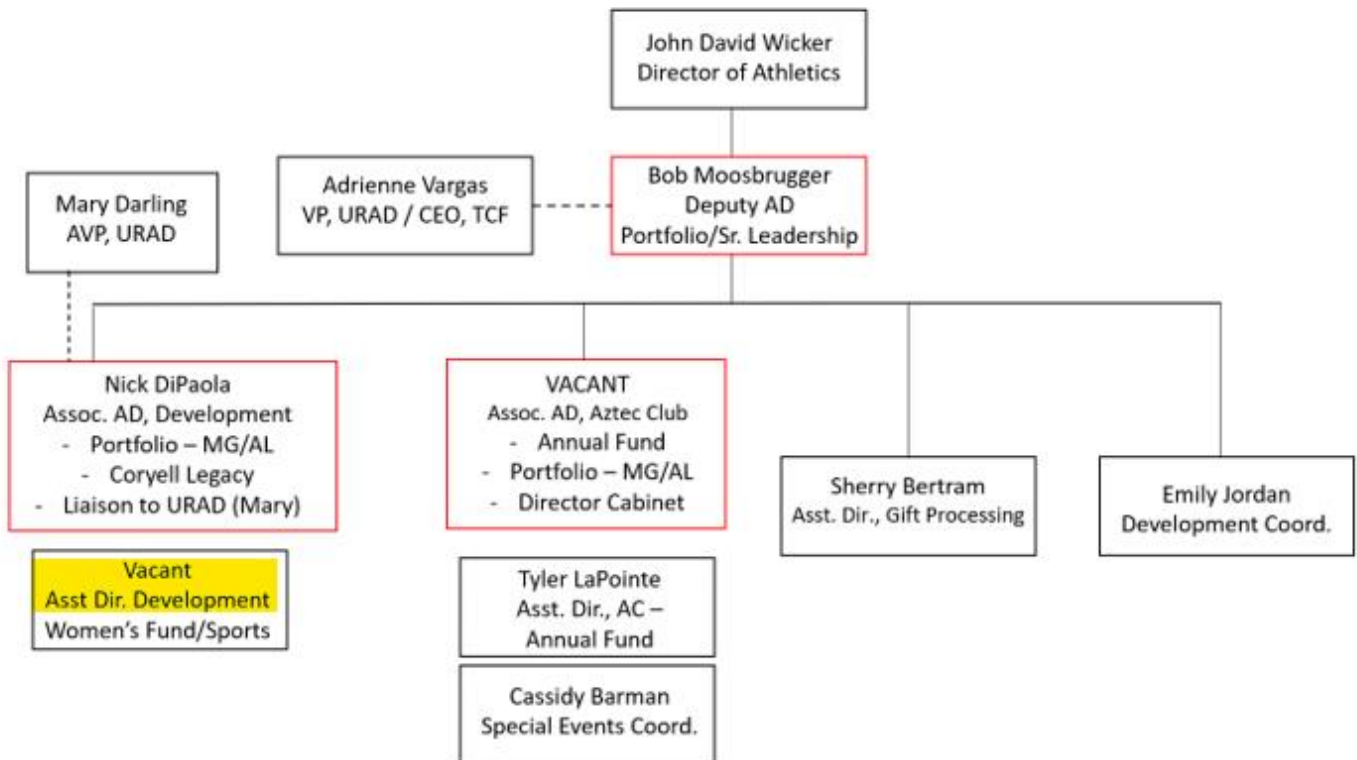 John David Wicker
Director of Athletics
Mary Darling
AVP, URAD
Adrienne Vargas
VP, URAD / CEO, TCF
Bob Moosbrugger
Deputy AD
Portfolio/Sr. Leadership
Nick DiPaola
Assoc. AD, Development
- Portfolio – MG/AL
- Coryell Legacy
- Liaison to URAD (Mary)
Vacant
Asst Dir. Development
Women's Fund/Sports
VACANT
Assoc. AD, Aztec Club
- Annual Fund
- Portfolio – MG/AL
- Director Cabinet
Tyler LaPointe
Asst. Dir., AC –
Annual Fund
Cassidy Barman
Special Events Coord.
Sherry Bertram
Asst. Dir., Gift Processing
Emily Jordan
Development Coord.